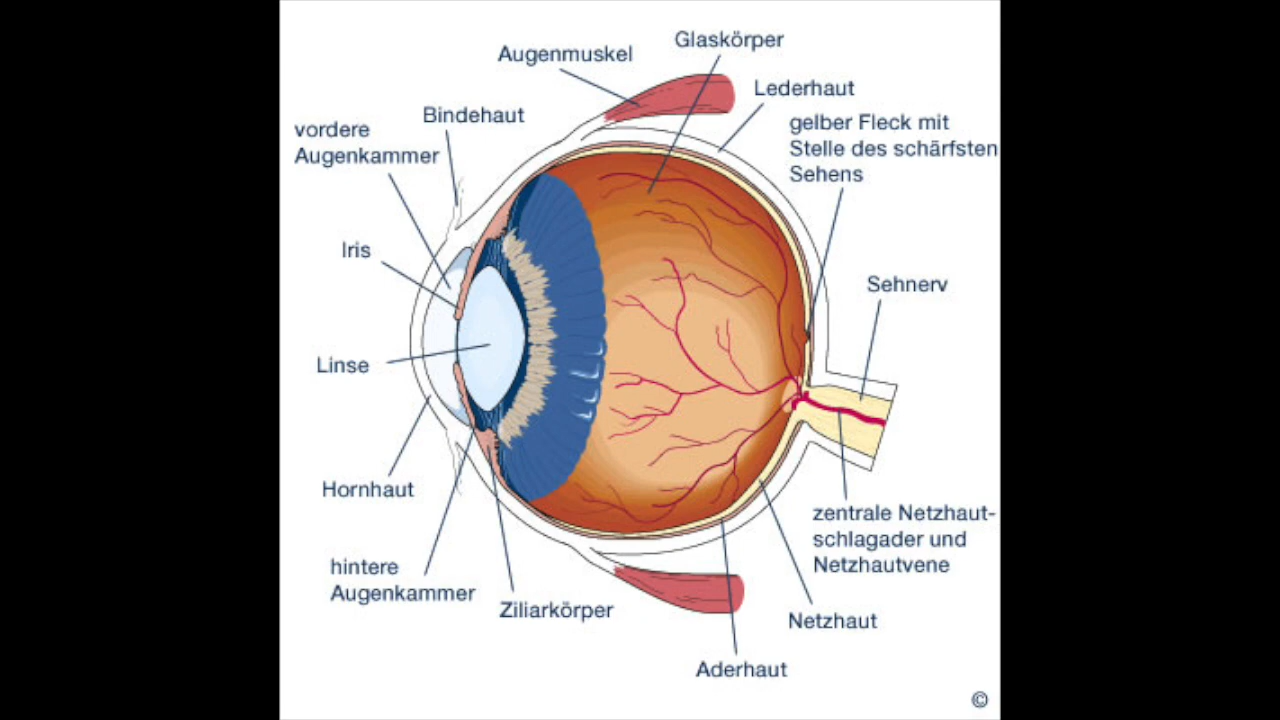 Glaskörper
Augenmuskel
Lederhaut
Bindehaut
gelber Fleck mit
Stelle des schärfsten
Sehens
vordere
Augenkammer
Iris
Sehnerv
Linse
Hornhaut
zentrale Netzhaut-
schlagader und
Netzhautvene
hintere
Augenkammer
Ziliarkörper
Netzhaut
Aderhaut
©